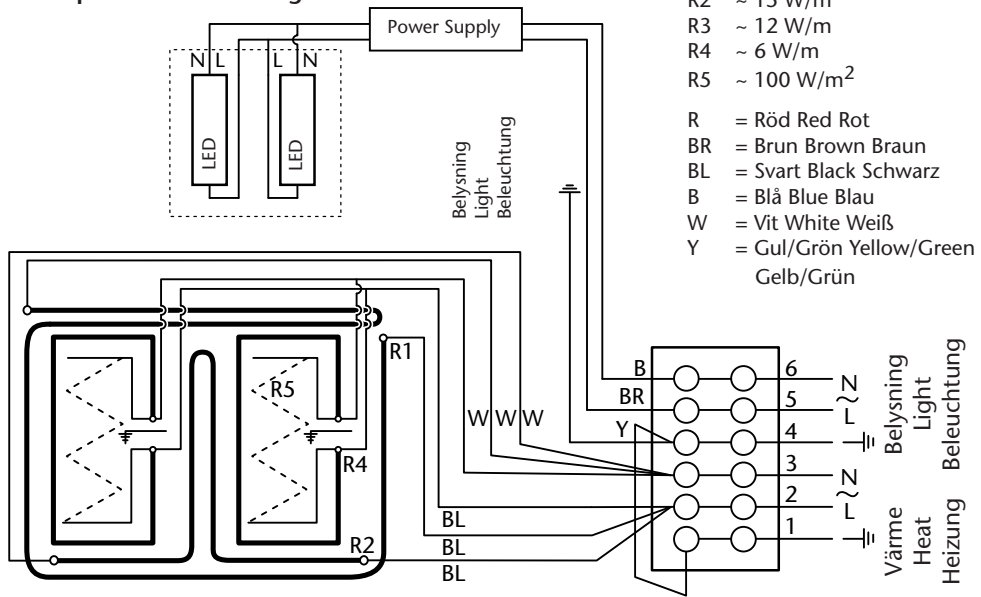 Power Supply
N L L N
LED
LED
Belysning
Light
Beleuchtung
R3 ~ 12 W/m
R4 ~ 6 W/m
R5 ~ 100 W/m²
R = Röd Red Rot
BR = Brun Brown Braun
BL = Svart Black Schwarz
B = Blå Blue Blau
W = Vit White Weiß
Y = Gul/Grön Yellow/Green
Gelb/Grün
R1
R5
R4
R2
W W W
BL
BL
BL
B
BR
Y
6
5
4
3
2
1
N
~
L
N
~
L
Belysning
Light
Beleuchtung
Värme
Heat
Heizung